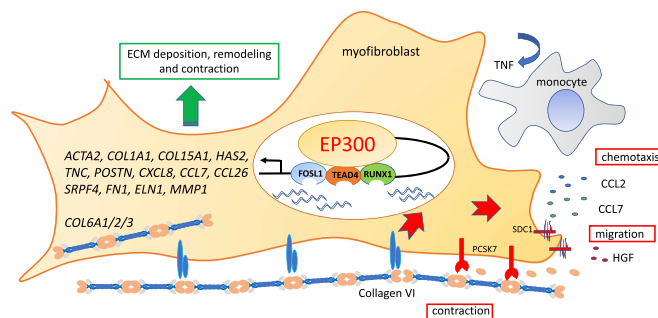 ECM deposition, remodeling
and contraction
myofibroblast
TNF
monocyte
EP300
FOSL1
TEAD4
RUNX1
ACTA2, COL1A1, COL15A1, HAS2,
TNC, POSTN, CXCL8, CCL7, CCL26
SRPF4, FN1, ELN1, MMP1
COL6A1/2/3
chemotaxis
CCL2
CCL7
SDC1
migration
HGF
PCSK7
Collagen VI
contraction